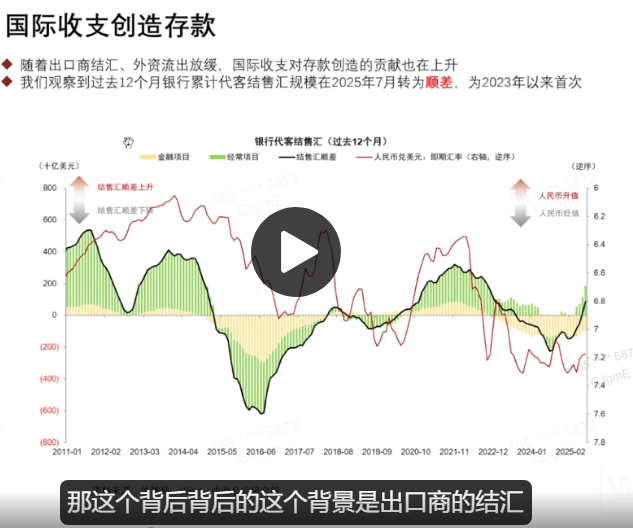 国际收支创造存款
随着出口商结汇、外资流出放缓，国际收支对存款创造的贡献也在上升
我们观察到过去12个月银行累计代客结售汇规模在2025年7月转为顺差，为2023年以来首次
银行代客结售汇（过去12个月）
金融项目 经常项目 结售汇顺差 人民币兑美元：即期汇率（右轴，逆序）
（十亿美元） （逆序）
结售汇顺差上升 人民币升值
结售汇顺差下降 人民币贬值
800 6
600 6.2
400 6.4
200 6.6
0 6.8
(200) 7
(400) 7.2
(600) 7.4
(800) 7.6
7.8
2011-01 2012-02 2013-03 2014-04 2015-05 2016-06 2017-07 2018-08 2019-09 2020-10 2021-11 2022-12 2024-01 2025-02
那这个背后背后的这个背景是出口商的结汇